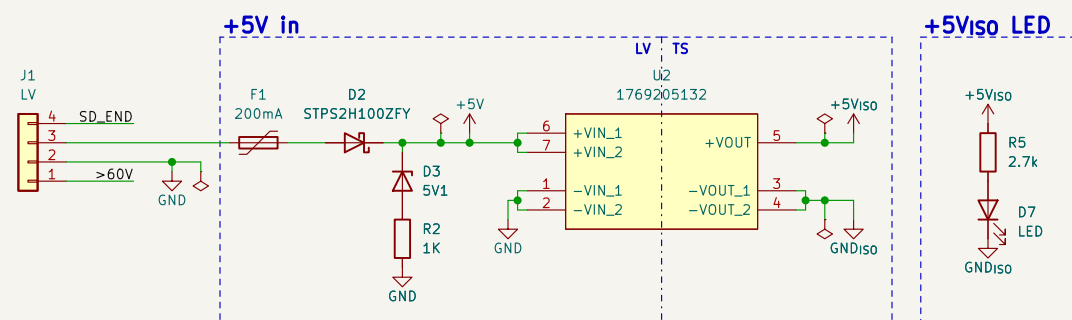 +5V in
+5VISO LED
LV TS
J1
LV
4 SD_END
3
2
1 >60V
GND
F1
200mA
D2
STPS2H100ZFY
+5V
D3
5V1
R2
1K
GND
U2
1769205132
6 +VIN_1
7 +VIN_2
1 -VIN_1
2 -VIN_2
+VOUT 5
-VOUT_1 3
-VOUT_2 4
GND
+5VISO
GNDISO
+5VISO
R5
2.7k
D7
LED
GNDISO